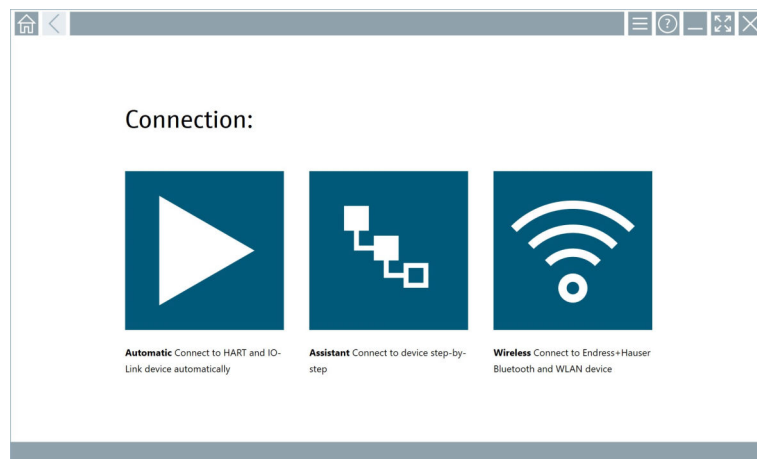 Connection:
Automatic Connect to HART and IO-
Link device automatically
Assistant Connect to device step-by-
step
Wireless Connect to Endress+Hauser
Bluetooth and WLAN device